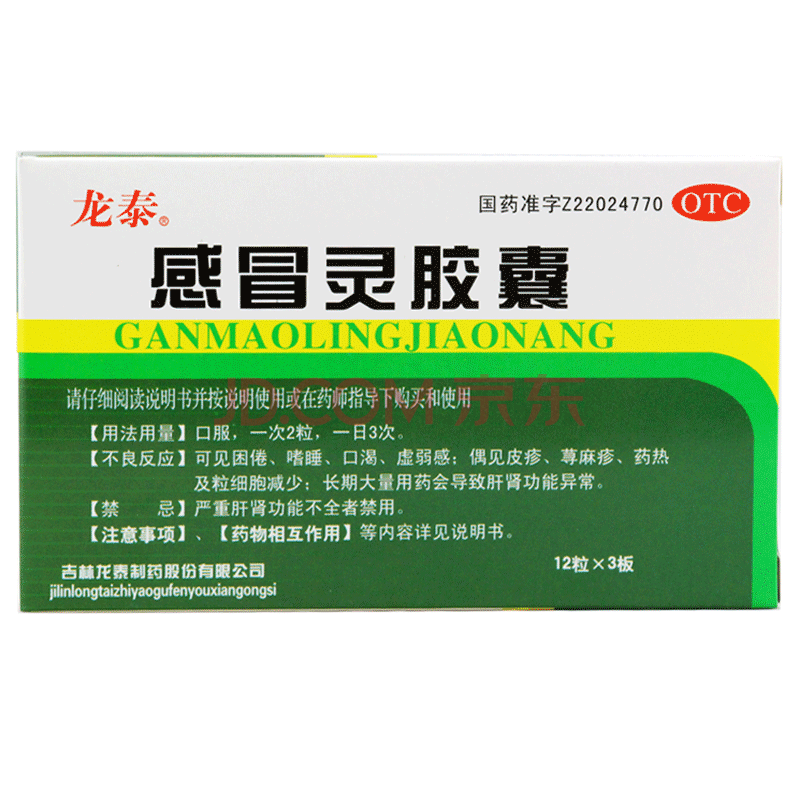 龙泰®
国药准字Z22024770 OTC
感冒灵胶囊
GANMAOLINGJIAONANG
JD.COM 京东
请仔细阅读说明书并按说明使用或在药师指导下购买和使用
【用法用量】口服，一次2粒，一日3次。
【不良反应】可见困倦、嗜睡、口渴、虚弱感；偶见皮疹、荨麻疹、药热
及粒细胞减少；长期大量用药会导致肝肾功能异常。
【禁 忌】严重肝肾功能不全者禁用。
【注意事项】、【药物相互作用】等内容详见说明书。
12粒×3板
吉林龙泰制药股份有限公司
jilinlongtaizhiyaogufenyouxiangongsi